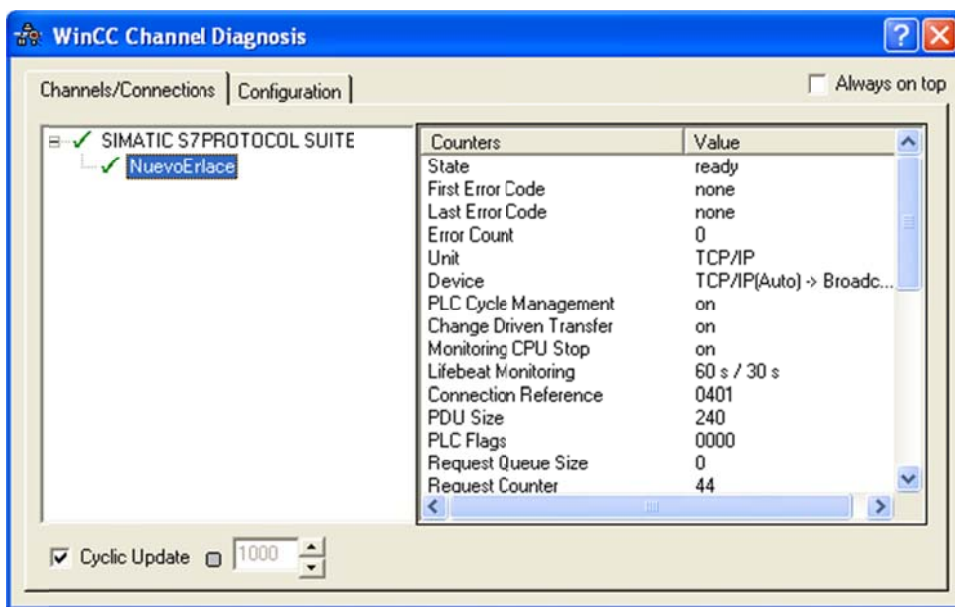 WinCC Channel Diagnosis
Channels/Connections Configuration Always on top
SIMATIC S7PROTOCOL SUITE
NuevoErlace
Counters Value
State ready
First Error Code none
Last Error Code none
Error Count 0
Unit TCP/IP
Device TCP/IP(Auto) -> Broadc...
PLC Cycle Management on
Change Driven Transfer on
Monitoring CPU Stop on
Lifebeat Monitoring 60 s / 30 s
Connection Reference 0401
PDU Size 240
PLC Flags 0000
Request Queue Size 0
Request Counter 44
Cyclic Update 1000